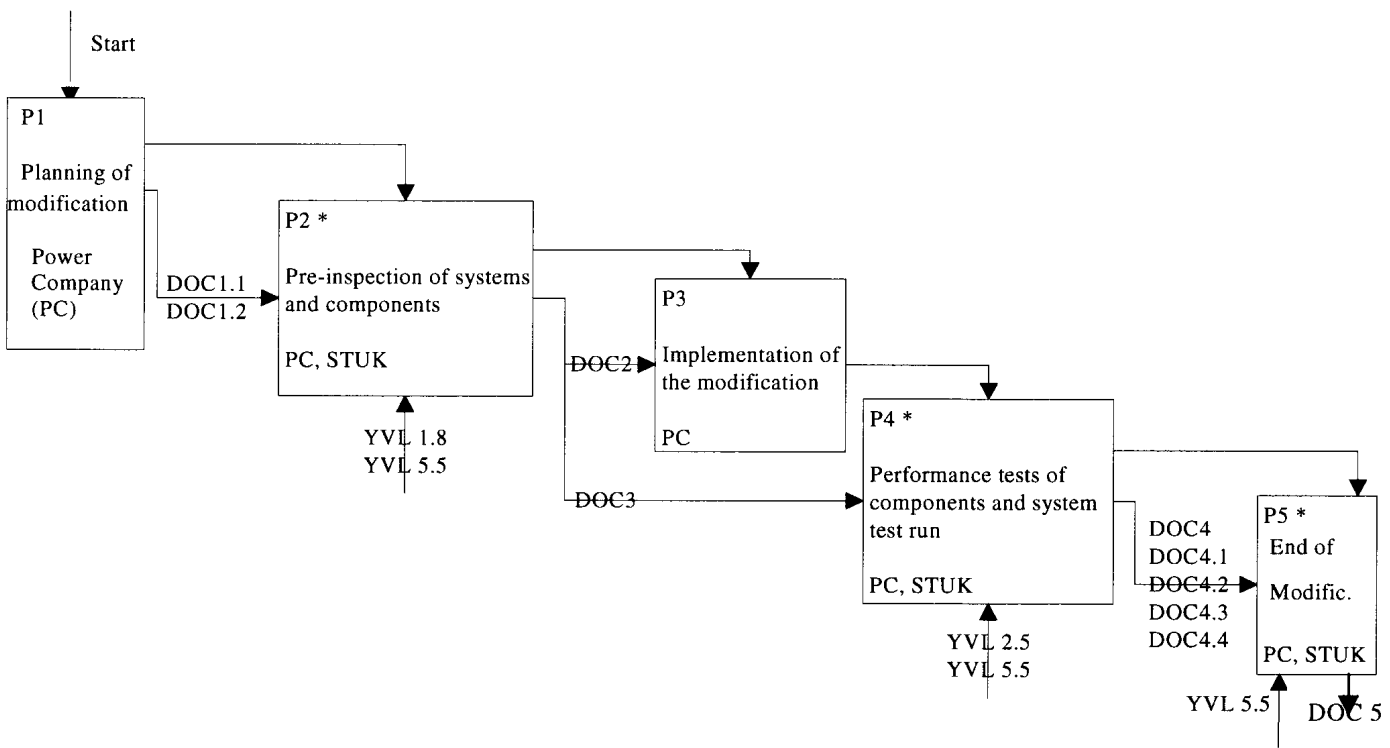 Start
P1
Planning of
modification
Power
Company
(PC)
DOC1.1
DOC1.2
P2 *
Pre-inspection of systems
and components
PC, STUK
YVL 1.8
YVL 5.5
DOC2
DOC3
P3
Implementation of
the modification
PC
P4 *
Performance tests of
components and system
test run
PC, STUK
YVL 2.5
YVL 5.5
DOC4
DOC4.1
DOC4.2
DOC4.3
DOC4.4
P5 *
End of
Modific.
PC, STUK
YVL 5.5
DOC 5